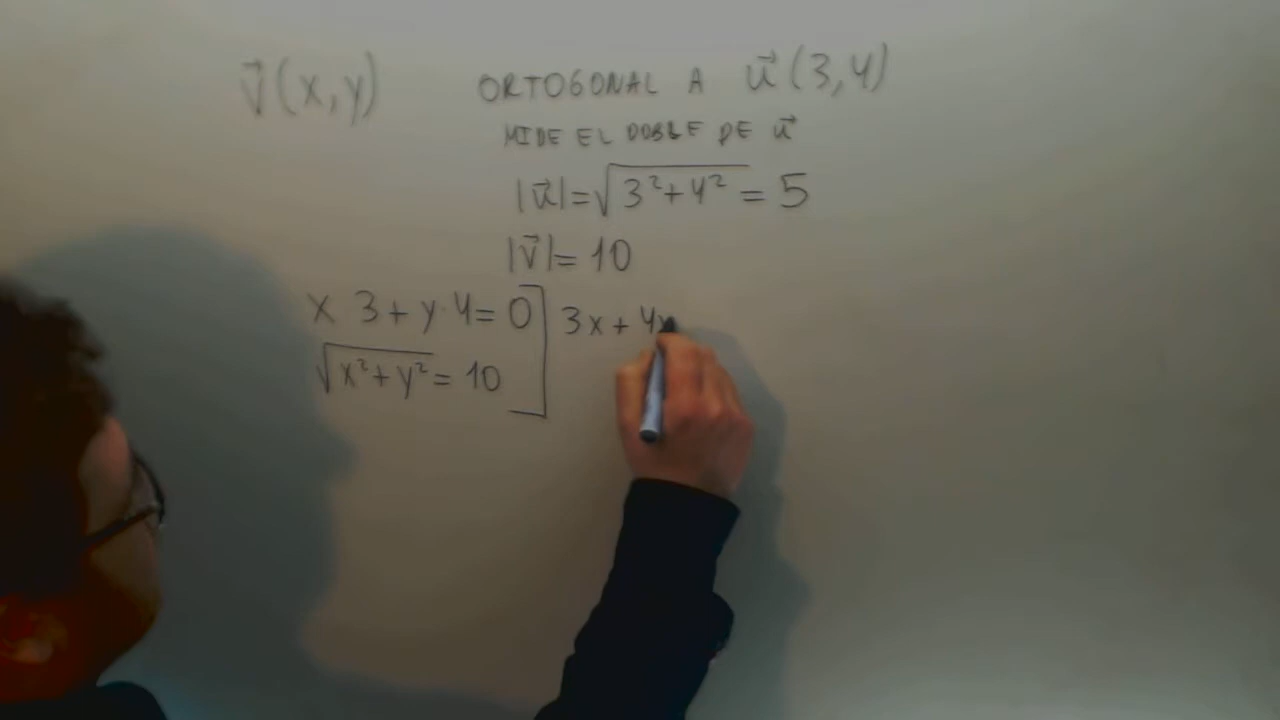 v⃗(x,y) ORTOGONAL A u⃗(3,4)
MIDE EL DOBLE DE u⃗
|u⃗|=√(3²+4²) = 5
|v⃗|= 10
x 3+y·4= 0] 3x+4y
√(x²+y²) = 10